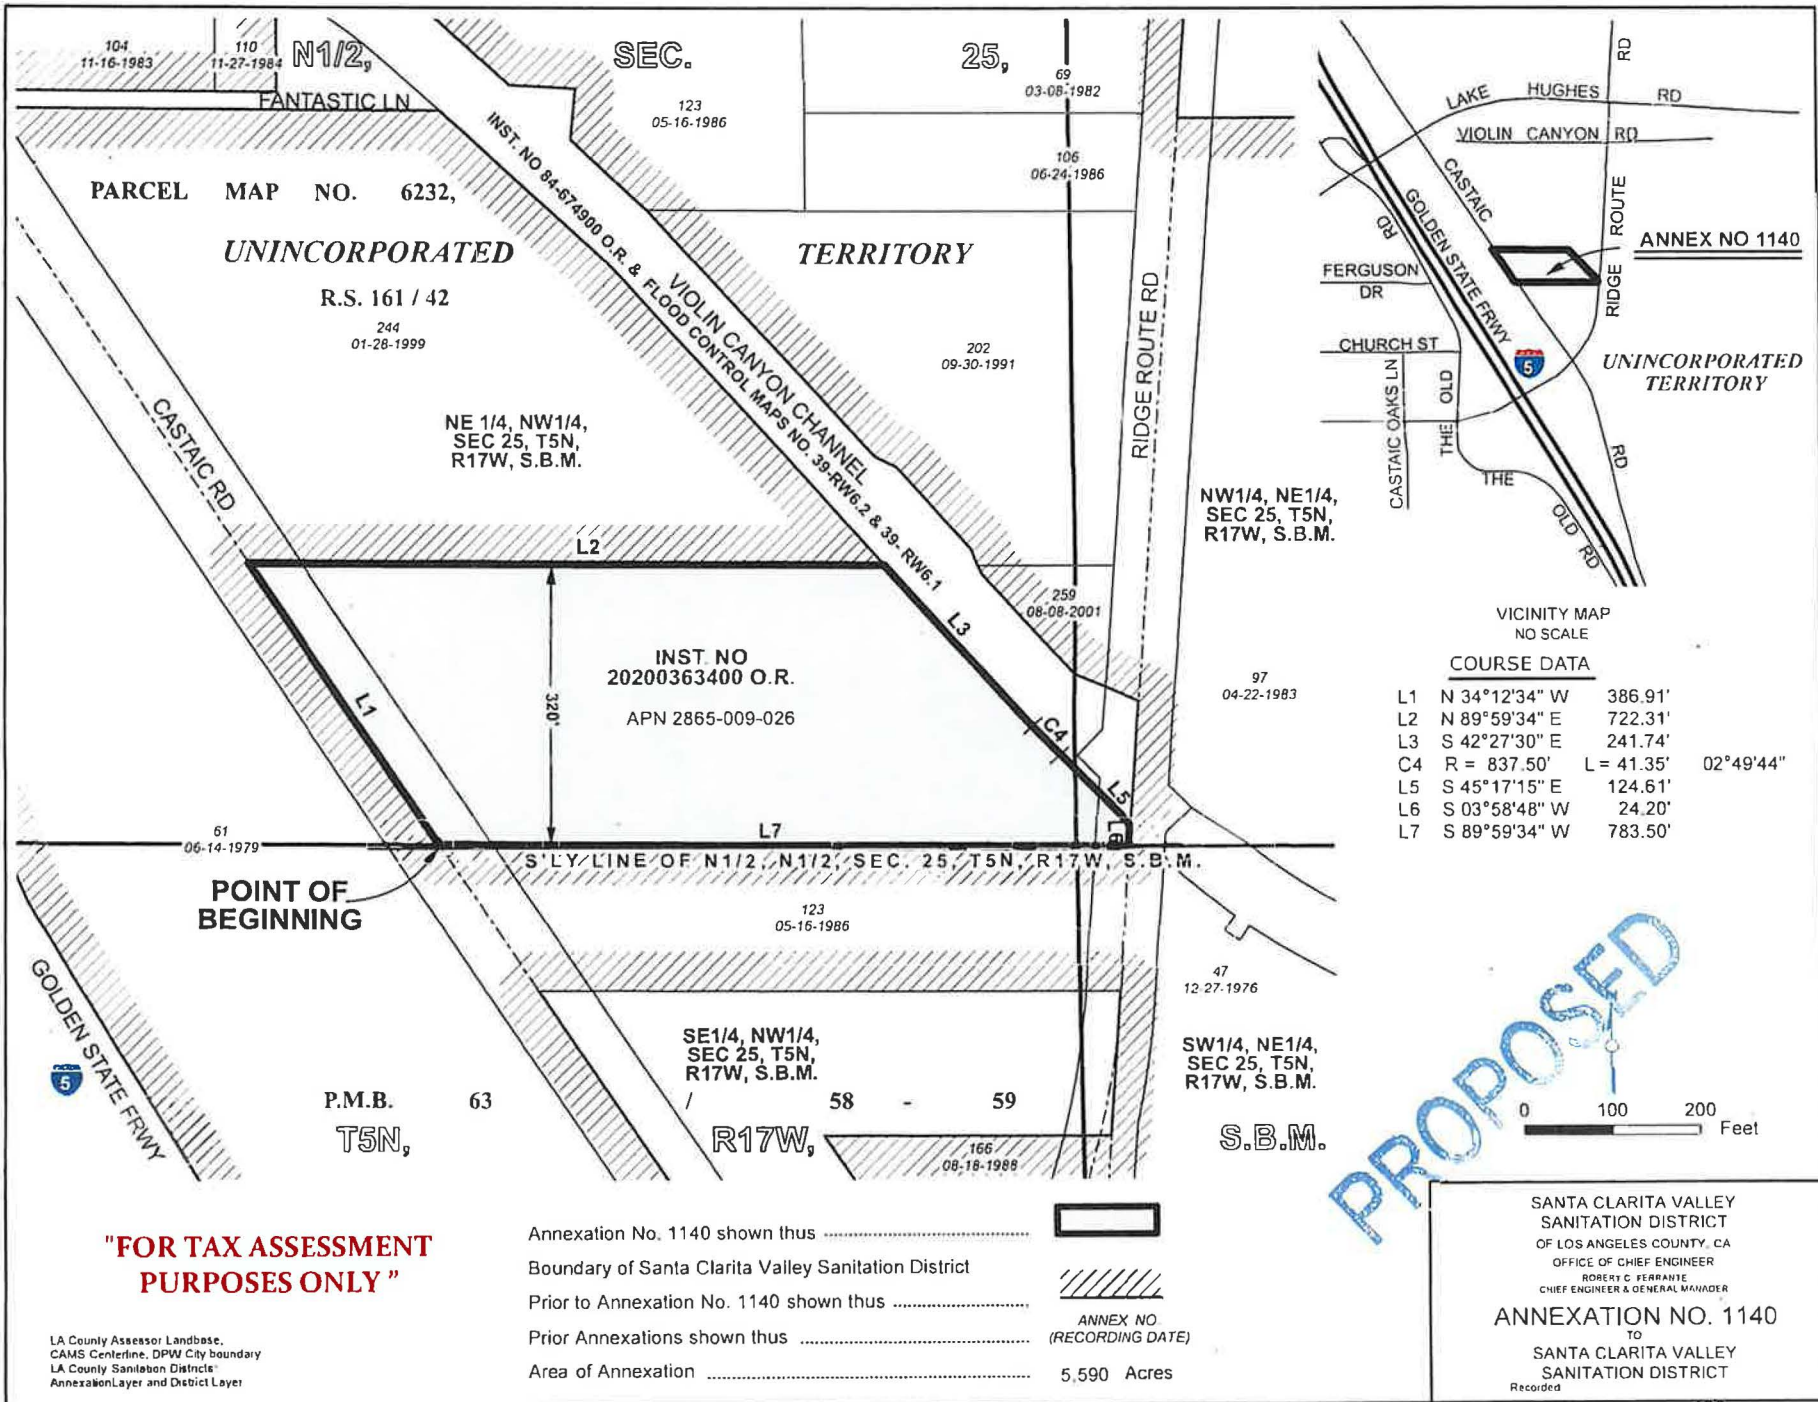 104
11-16-1983
110
11-27-1984
N1/2,
SEC.
25,
FANTASTIC LN
123
05-16-1986
69
03-08-1982
106
06-24-1986
PARCEL MAP NO. 6232,
UNINCORPORATED TERRITORY
R.S. 161 / 42
244
01-28-1999
INST. NO 84-674900 O.R. & FLOOD CONTROL MAPS NO. 39-RW6.2 & 39- RW6.1
VIOLIN CANYON CHANNEL
202
09-30-1991
RIDGE ROUTE RD
CASTAIC RD
NE 1/4, NW1/4,
SEC 25, T5N,
R17W, S.B.M.
NW1/4, NE1/4,
SEC 25, T5N,
R17W, S.B.M.
L2
259
08-08-2001
L3
L1
320'
INST. NO
20200363400 O.R.
APN 2865-009-026
97
04-22-1983
C4
L5
L6
L7
61
06-14-1979
S'LY LINE OF N1/2, N1/2, SEC. 25, T5N, R17W, S.B.M.
POINT OF
BEGINNING
123
05-16-1986
47
12-27-1976
GOLDEN STATE FRWY
5
SE1/4, NW1/4,
SEC 25, T5N,
R17W, S.B.M.
SW1/4, NE1/4,
SEC 25, T5N,
R17W, S.B.M.
P.M.B. 63 / 58 - 59
T5N, R17W, S.B.M.
166
08-18-1988
RD
LAKE HUGHES RD
VIOLIN CANYON RD
CASTAIC
GOLDEN STATE FRWY
RD
RIDGE ROUTE
ANNEX NO 1140
FERGUSON
DR
CHURCH ST
5
UNINCORPORATED
TERRITORY
CASTAIC OAKS LN
THE OLD
RD
THE
OLD RD
VICINITY MAP
NO SCALE
COURSE DATA
L1 N 34°12'34" W 386.91'
L2 N 89°59'34" E 722.31'
L3 S 42°27'30" E 241.74'
C4 R = 837.50' L = 41.35' 02°49'44"
L5 S 45°17'15" E 124.61'
L6 S 03°58'48" W 24.20'
L7 S 89°59'34" W 783.50'
PROPOSED
0 100 200
Feet
"FOR TAX ASSESSMENT
PURPOSES ONLY "
LA County Assessor Landbase,
CAMS Centerline, DPW City boundary
LA County Sanitation Districts
AnnexationLayer and District Layer
Annexation No. 1140 shown thus
Boundary of Santa Clarita Valley Sanitation District
Prior to Annexation No. 1140 shown thus
Prior Annexations shown thus
ANNEX NO.
(RECORDING DATE)
Area of Annexation 5.590 Acres
SANTA CLARITA VALLEY
SANITATION DISTRICT
OF LOS ANGELES COUNTY, CA
OFFICE OF CHIEF ENGINEER
ROBERT C. FERRANTE
CHIEF ENGINEER & GENERAL MANAGER
ANNEXATION NO. 1140
TO
SANTA CLARITA VALLEY
SANITATION DISTRICT
Recorded